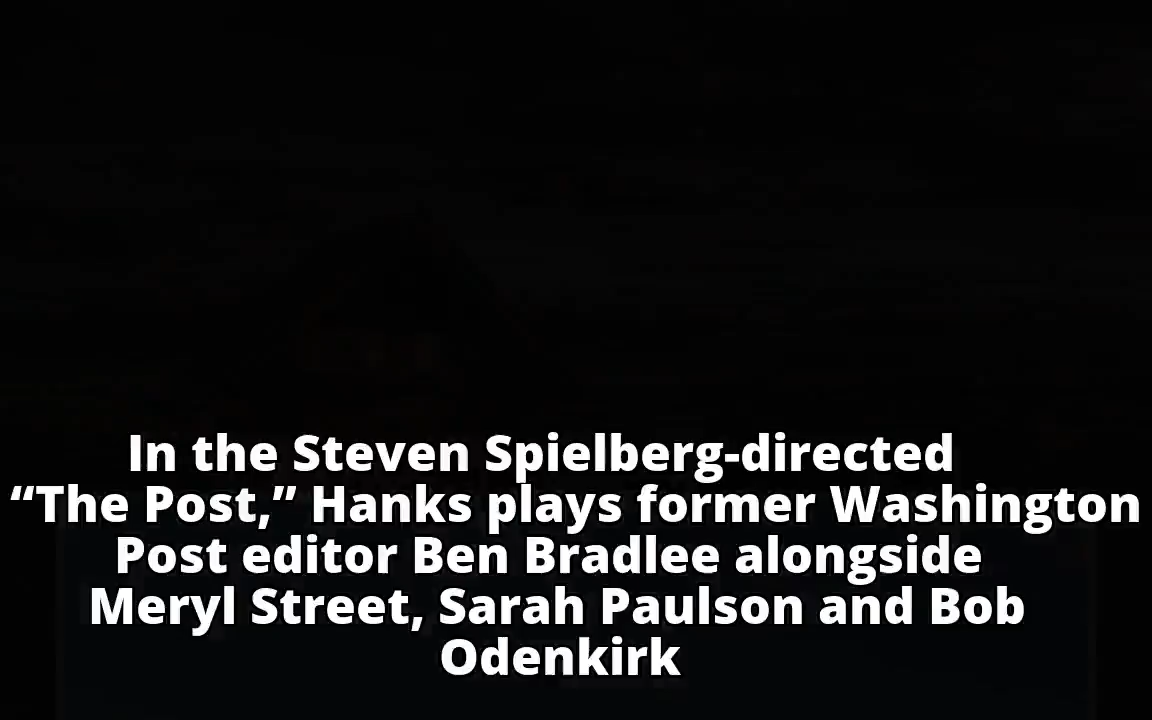 In the Steven Spielberg-directed
“The Post,” Hanks plays former Washington
Post editor Ben Bradlee alongside
Meryl Street, Sarah Paulson and Bob
Odenkirk